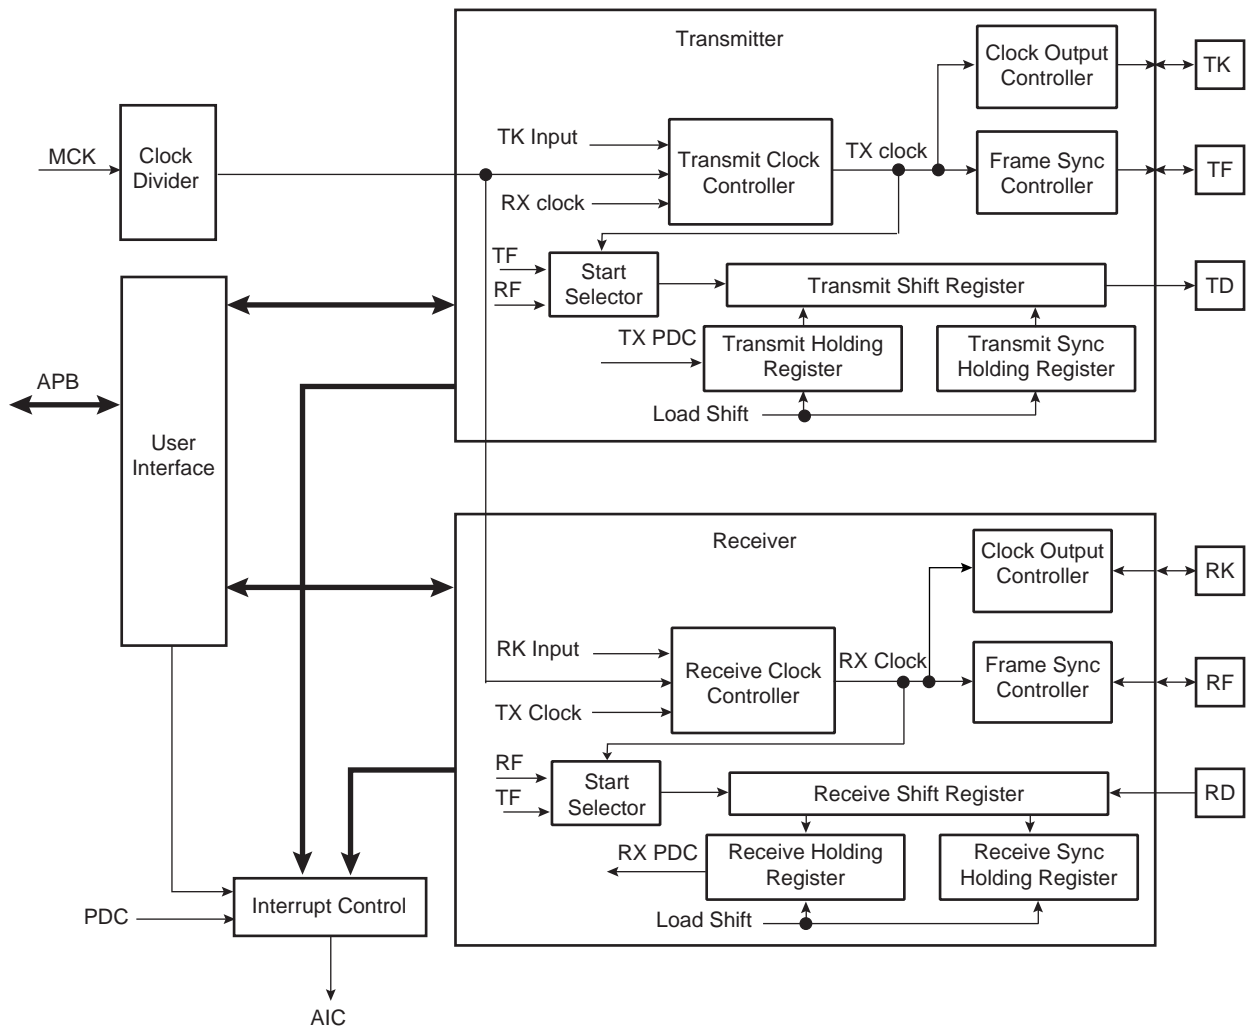 Transmitter
Clock Output
Controller
TK
MCK
Clock
Divider
TK Input
Transmit Clock
Controller
TX clock
Frame Sync
Controller
TF
RX clock
TF
RF
Start
Selector
Transmit Shift Register
TD
TX PDC
Transmit Holding
Register
Transmit Sync
Holding Register
Load Shift
APB
User
Interface
Receiver
Clock Output
Controller
RK
RK Input
Receive Clock
Controller
RX Clock
Frame Sync
Controller
RF
TX Clock
RF
TF
Start
Selector
Receive Shift Register
RD
RX PDC
Receive Holding
Register
Receive Sync
Holding Register
Load Shift
PDC
Interrupt Control
AIC